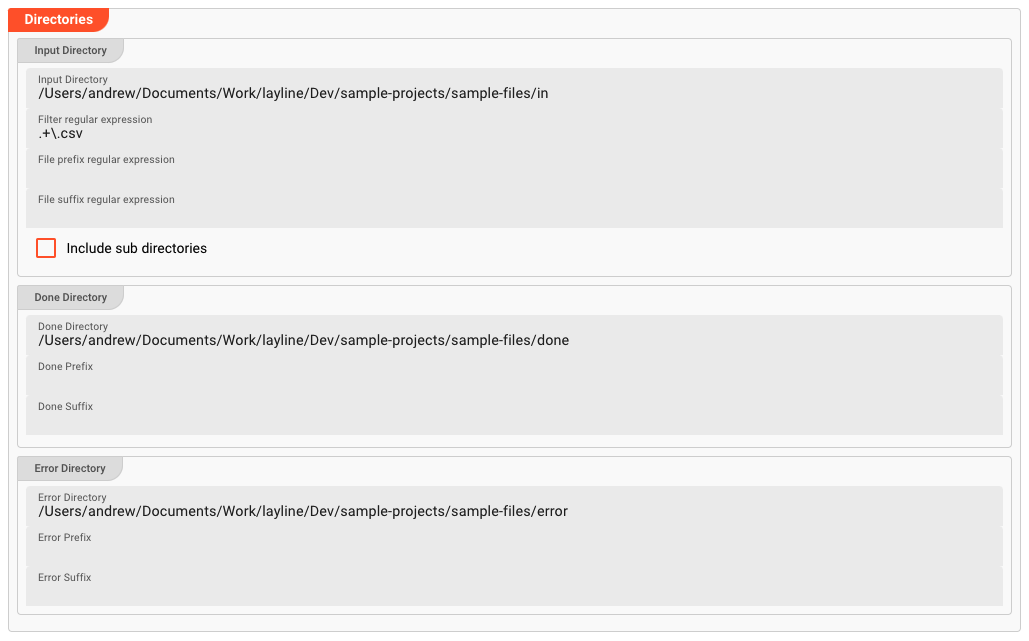 Directories
Input Directory
Input Directory
/Users/andrew/Documents/Work/layline/Dev/sample-projects/sample-files/in
Filter regular expression
.+\.csv
File prefix regular expression
File suffix regular expression
Include sub directories
Done Directory
Done Directory
/Users/andrew/Documents/Work/layline/Dev/sample-projects/sample-files/done
Done Prefix
Done Suffix
Error Directory
Error Directory
/Users/andrew/Documents/Work/layline/Dev/sample-projects/sample-files/error
Error Prefix
Error Suffix